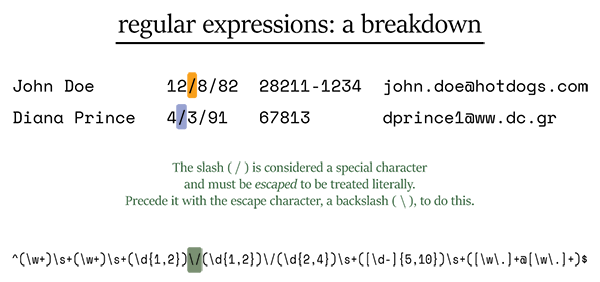 regular expressions: a breakdown
John Doe 12/8/82 28211-1234 john.doe@hotdogs.com
Diana Prince 4/3/91 67813 dprince1@ww.dc.gr
The slash ( / ) is considered a special character
and must be escaped to be treated literally.
Precede it with the escape character, a backslash ( \ ), to do this.
^(\w+)\s+(\w+)\s+(\d{1,2})\/(\d{1,2})\/(\d{2,4})\s+([\d-]{5,10})\s+([\w\.]+@[\w\.]+)$